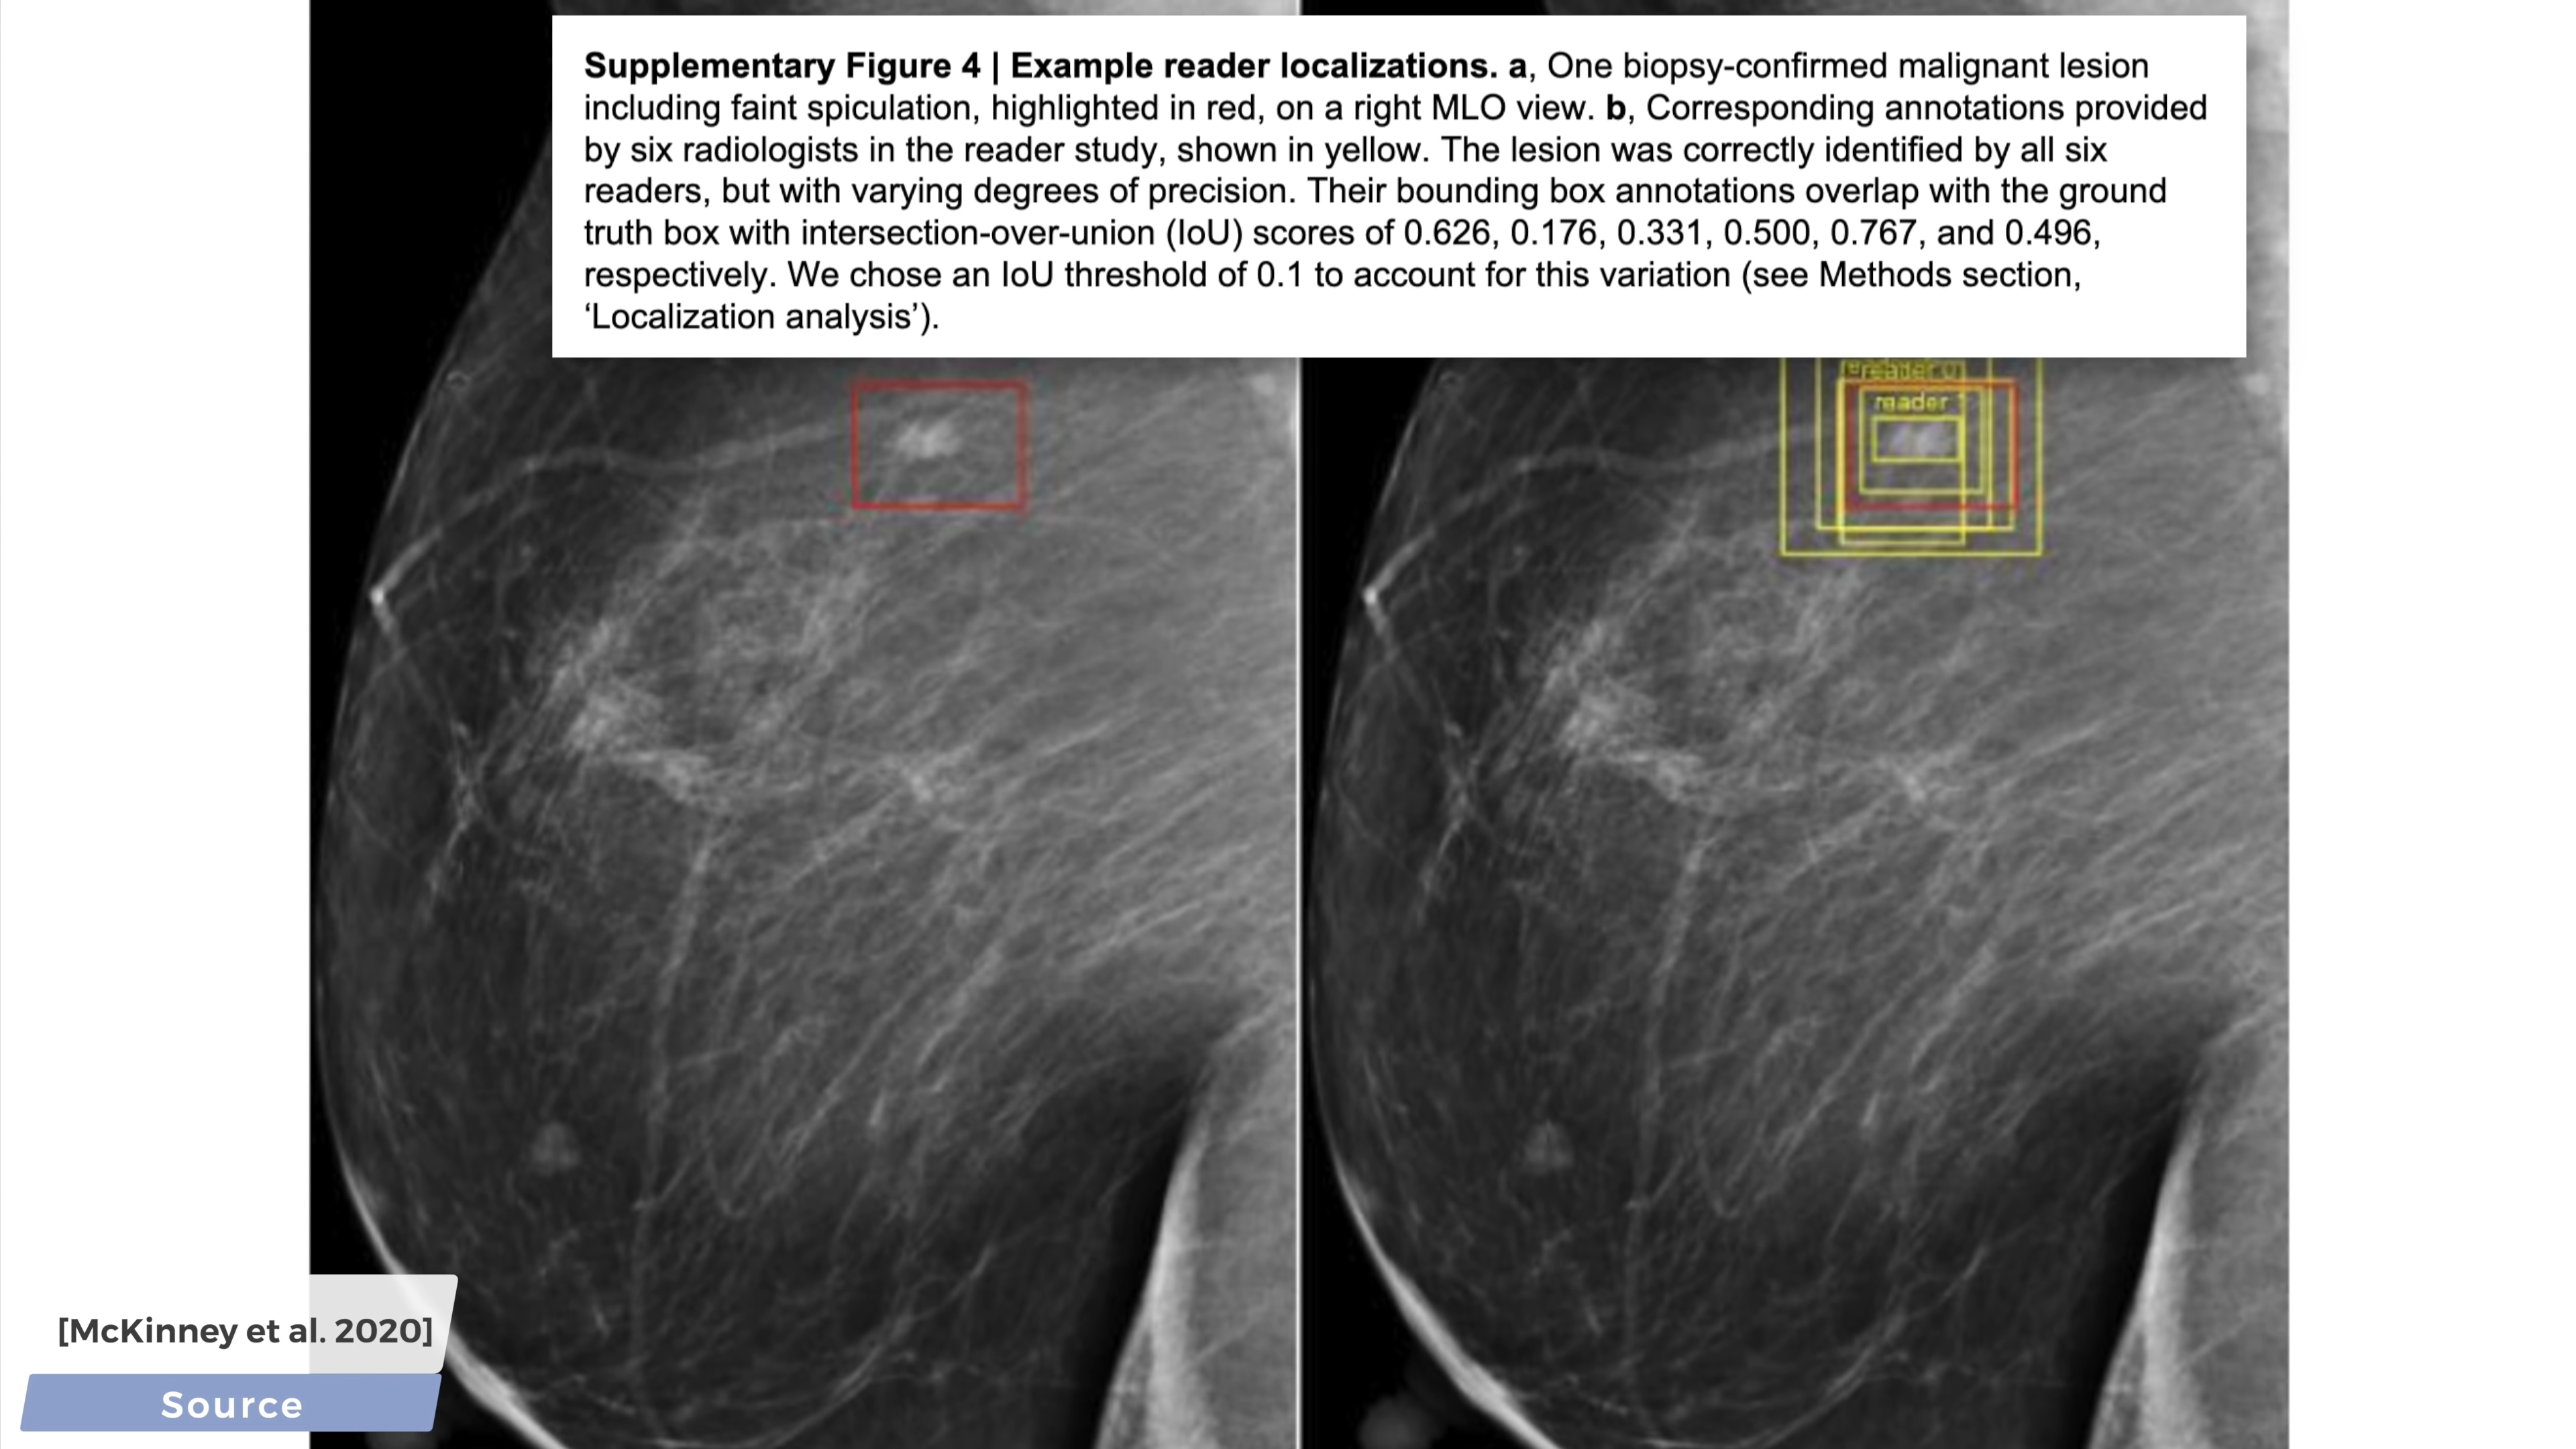 Supplementary Figure 4 | Example reader localizations. a, One biopsy-confirmed malignant lesion
including faint spiculation, highlighted in red, on a right MLO view. b, Corresponding annotations provided
by six radiologists in the reader study, shown in yellow. The lesion was correctly identified by all six
readers, but with varying degrees of precision. Their bounding box annotations overlap with the ground
truth box with intersection-over-union (IoU) scores of 0.626, 0.176, 0.331, 0.500, 0.767, and 0.496,
respectively. We chose an IoU threshold of 0.1 to account for this variation (see Methods section,
‘Localization analysis’).
reader
reader
[McKinney et al. 2020]
Source